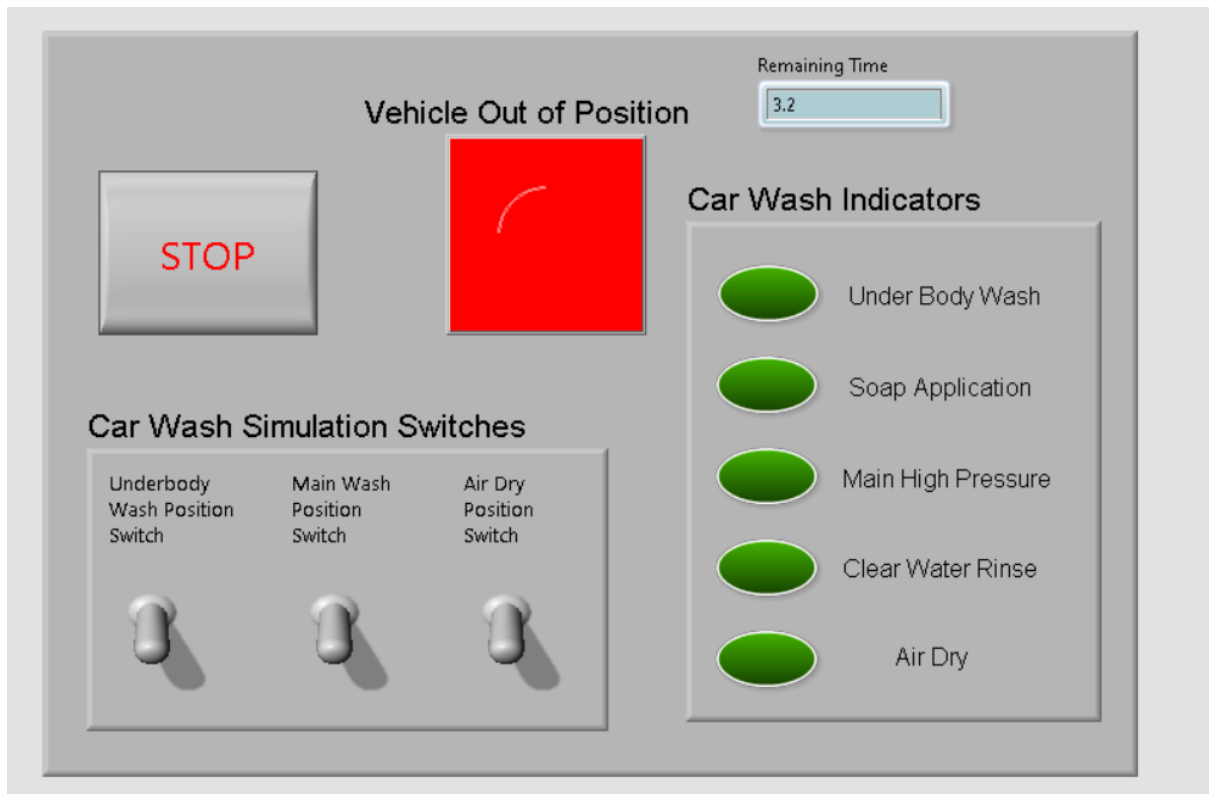 Remaining Time
3.2
Vehicle Out of Position
STOP
Car Wash Indicators
Under Body Wash
Soap Application
Main High Pressure
Clear Water Rinse
Air Dry
Car Wash Simulation Switches
Underbody
Wash Position
Switch
Main Wash
Position
Switch
Air Dry
Position
Switch